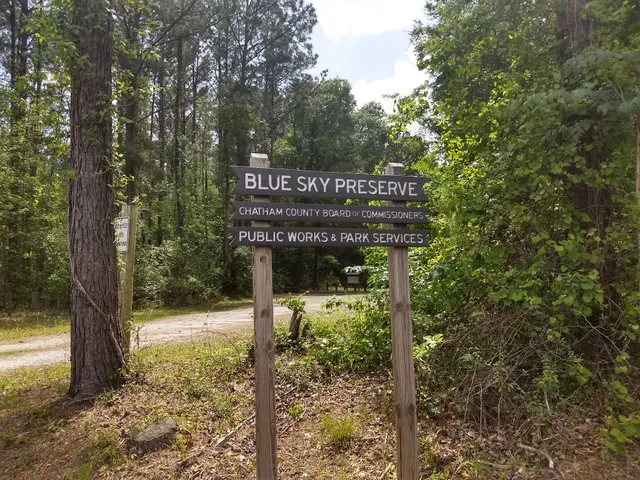 BLUE SKY PRESERVE
CHATHAM COUNTY BOARD OF COMMISSIONERS
PUBLIC WORKS & PARK SERVICES